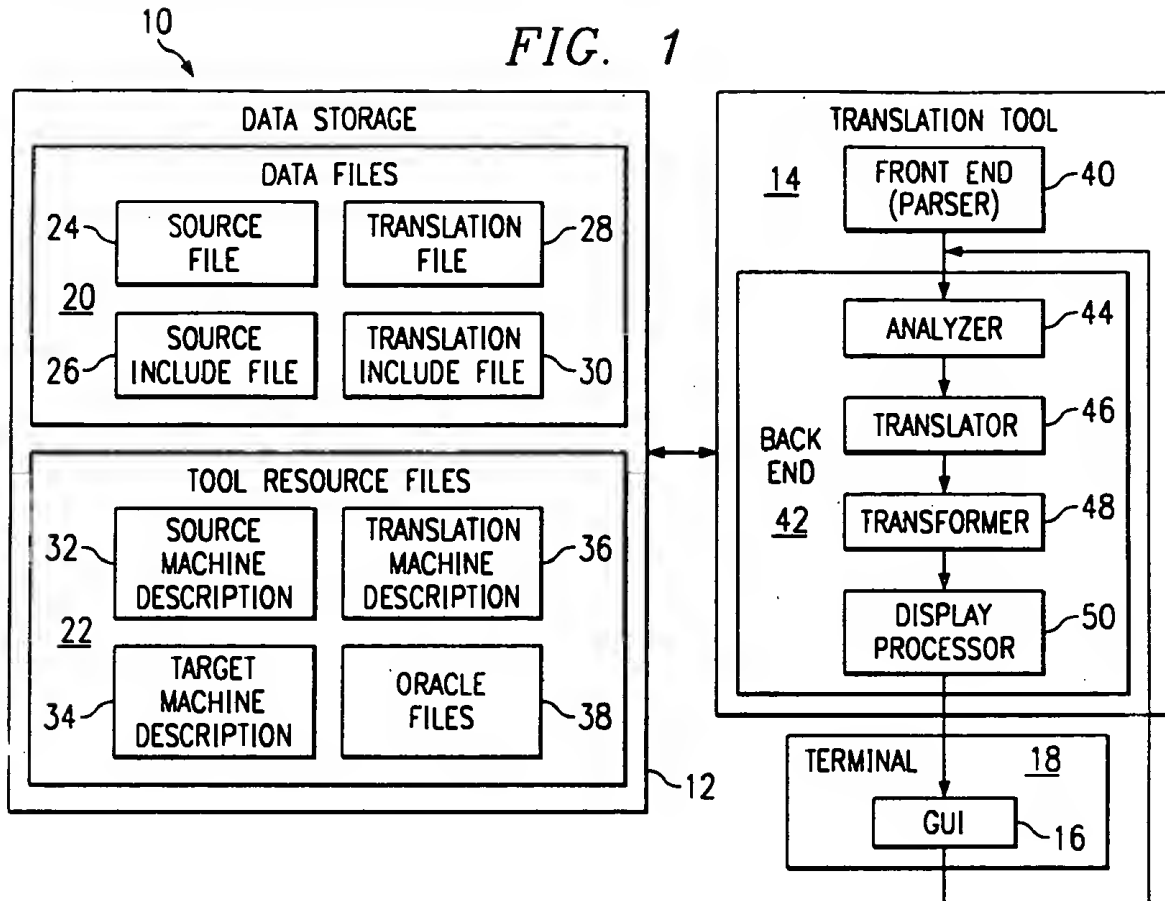 FIG. 1
10
DATA STORAGE
DATA FILES
24
SOURCE
FILE
TRANSLATION
FILE
28
20
26
SOURCE
INCLUDE FILE
TRANSLATION
INCLUDE FILE
30
TOOL RESOURCE FILES
32
SOURCE
MACHINE
DESCRIPTION
TRANSLATION
MACHINE
DESCRIPTION
36
22
34
TARGET
MACHINE
DESCRIPTION
ORACLE
FILES
38
12
TRANSLATION TOOL
14
FRONT END
(PARSER)
40
ANALYZER
44
TRANSLATOR
46
BACK
END
42
TRANSFORMER
48
DISPLAY
PROCESSOR
50
TERMINAL
18
GUI
16